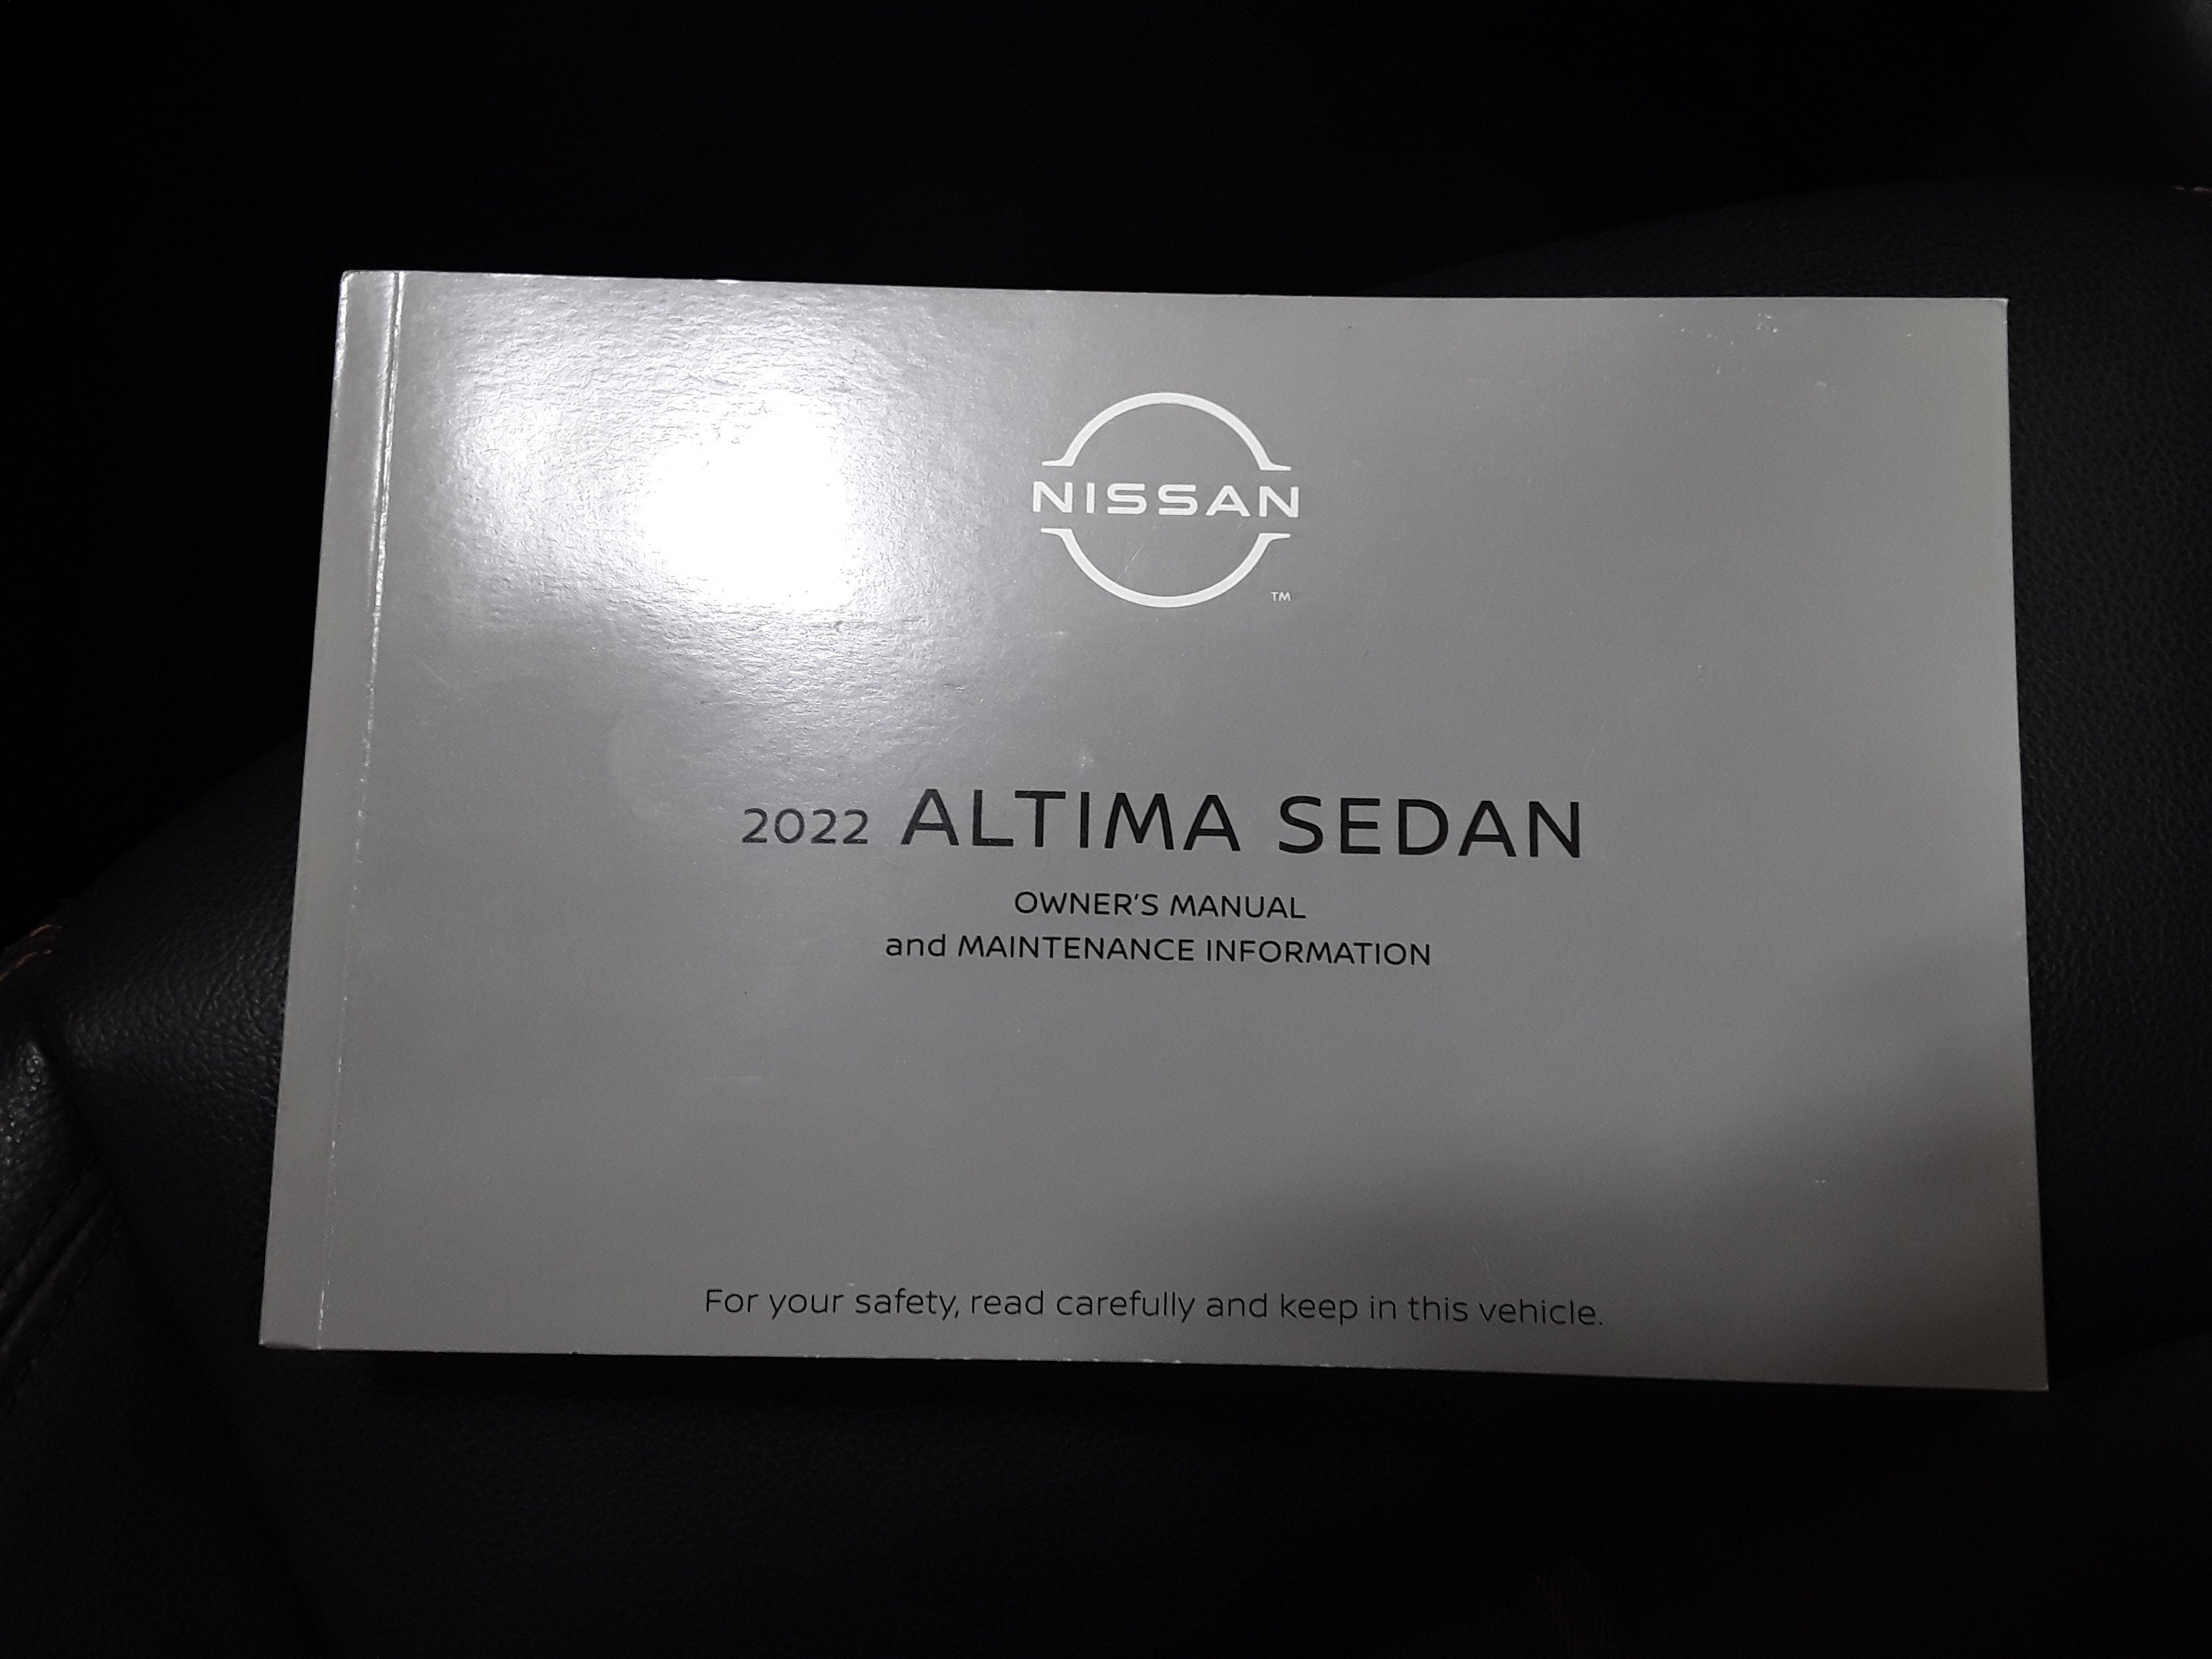 NISSAN
TM
2022 ALTIMA SEDAN
OWNER'S MANUAL
and MAINTENANCE INFORMATION
For your safety, read carefully and keep in this vehicle.